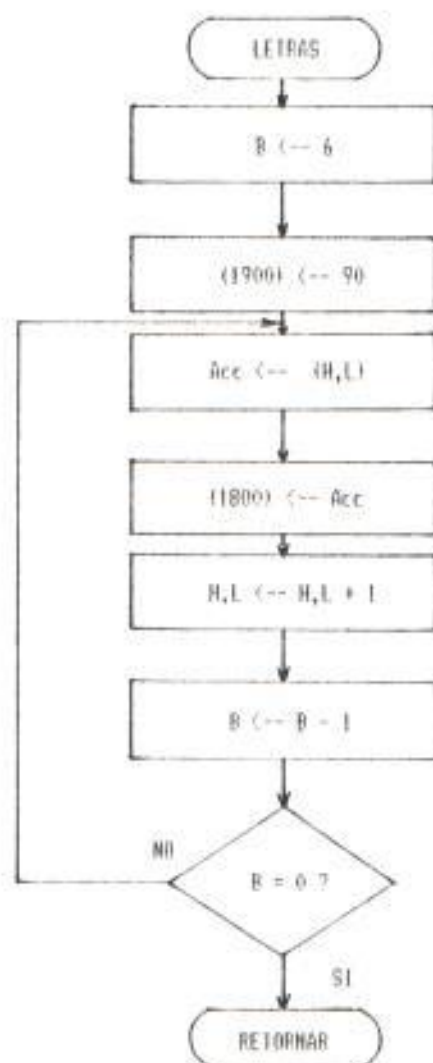 LETRAS
B <-- 6
(1900) <-- 90
Acc <-- (H,L)
(1800) <-- Acc
H,L <-- H,L + 1
B <-- B - 1
NO
B = 0 ?
SI
RETORNAR